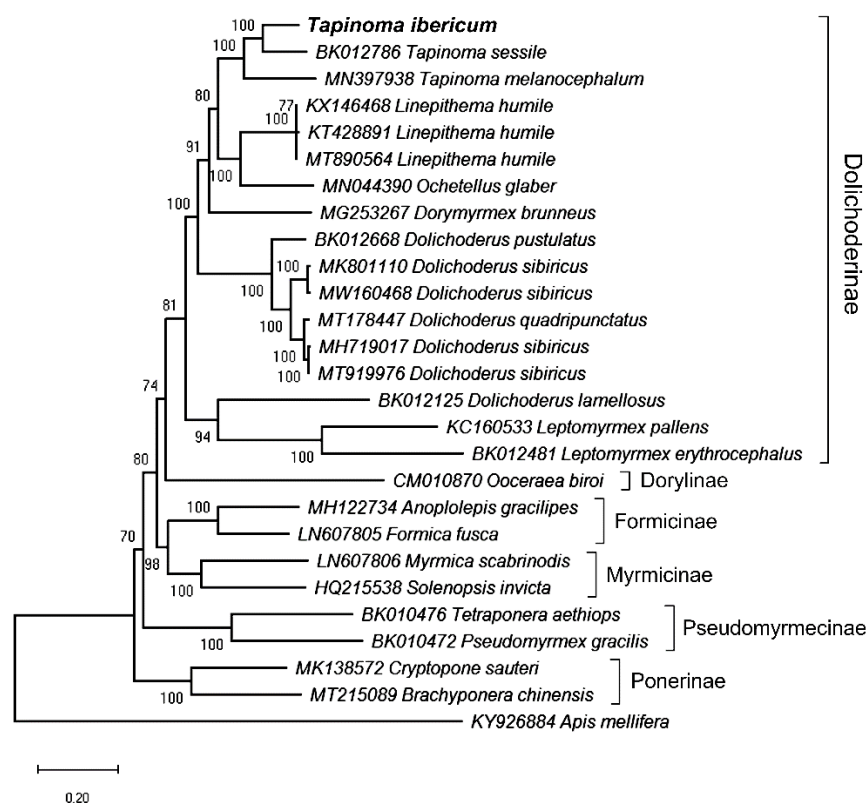 100
Tapinoma ibericum
100
BK012786 Tapinoma sessile
MN397938 Tapinoma melanocephalum
80
77
KX146468 Linepithema humile
100
KT428891 Linepithema humile
91
MT890564 Linepithema humile
100
MN044390 Ochetellus glaber
100
MG253267 Dorymyrmex brunneus
BK012668 Dolichoderus pustulatus
100
MK801110 Dolichoderus sibiricus
100
MW160468 Dolichoderus sibiricus
81
100
MT178447 Dolichoderus quadripunctatus
100
MH719017 Dolichoderus sibiricus
100
MT919976 Dolichoderus sibiricus
Dolichoderinae
74
BK012125 Dolichoderus lamellosus
94
KC160533 Leptomyrmex pallens
100
BK012481 Leptomyrmex erythrocephalus
80
CM010870 Ooceraea biroi
Dorylinae
100
MH122734 Anoplolepis gracilipes
Formicinae
LN607805 Formica fusca
70
98
LN607806 Myrmica scabrinodis
Myrmicinae
100
HQ215538 Solenopsis invicta
BK010476 Tetraponera aethiops
Pseudomyrmecinae
100
BK010472 Pseudomyrmex gracilis
MK138572 Cryptopone sauteri
Ponerinae
100
MT215089 Brachyponera chinensis
KY926884 Apis mellifera
0.20